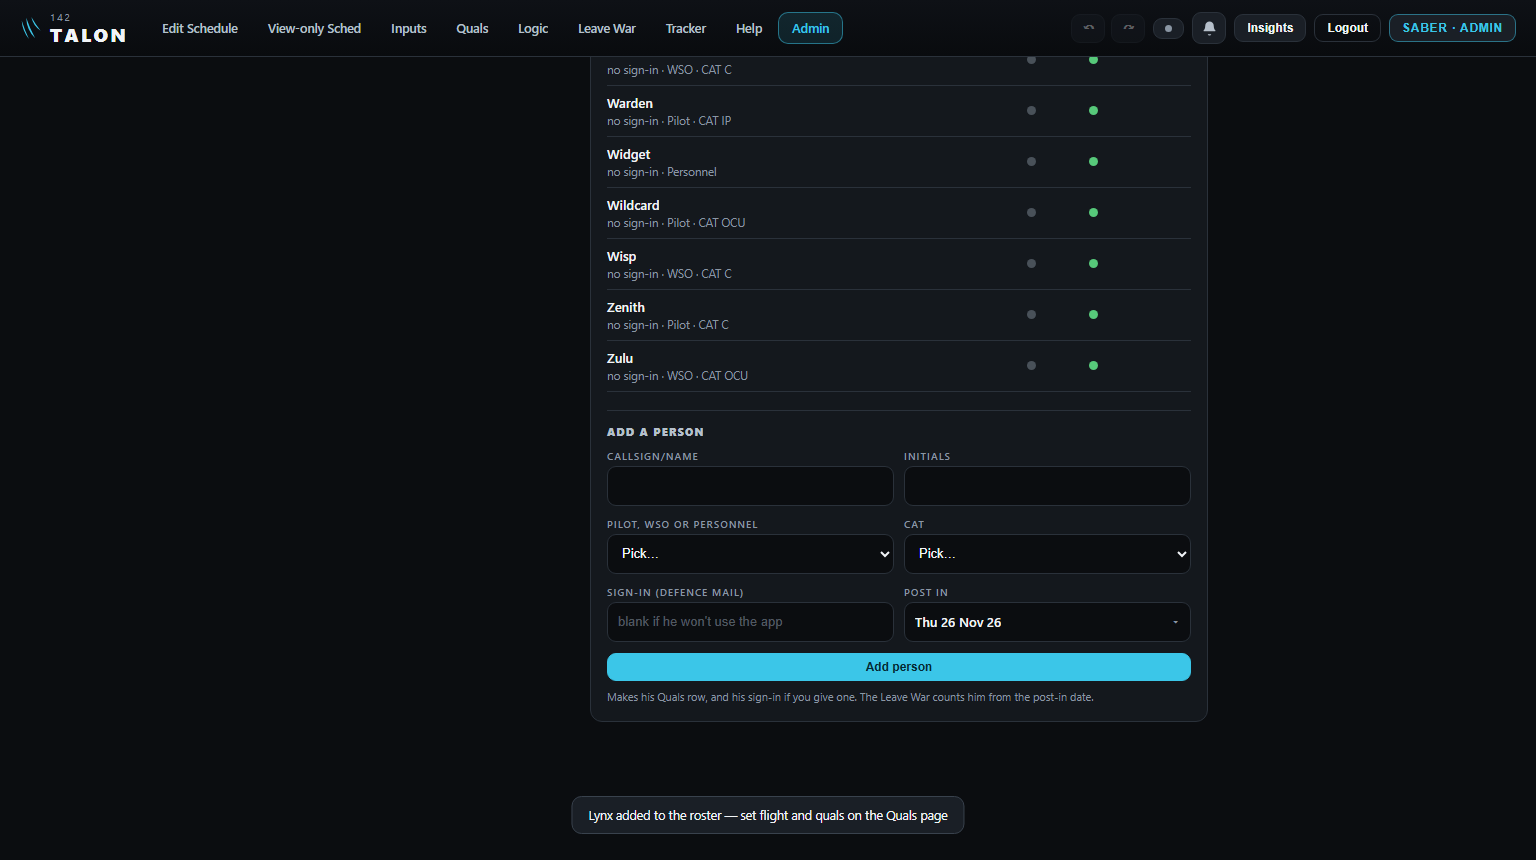 142
TALON
Edit Schedule
View-only Sched
Inputs
Quals
Logic
Leave War
Tracker
Help
Admin
Insights
Logout
SABER · ADMIN
no sign-in · WSO · CAT C
Warden
no sign-in · Pilot · CAT IP
Widget
no sign-in · Personnel
Wildcard
no sign-in · Pilot · CAT OCU
Wisp
no sign-in · WSO · CAT C
Zenith
no sign-in · Pilot · CAT C
Zulu
no sign-in · WSO · CAT OCU
ADD A PERSON
CALLSIGN/NAME
INITIALS
PILOT, WSO OR PERSONNEL
CAT
Pick...
Pick...
SIGN-IN (DEFENCE MAIL)
POST IN
blank if he won't use the app
Thu 26 Nov 26
Add person
Makes his Quals row, and his sign-in if you give one. The Leave War counts him from the post-in date.
Lynx added to the roster — set flight and quals on the Quals page